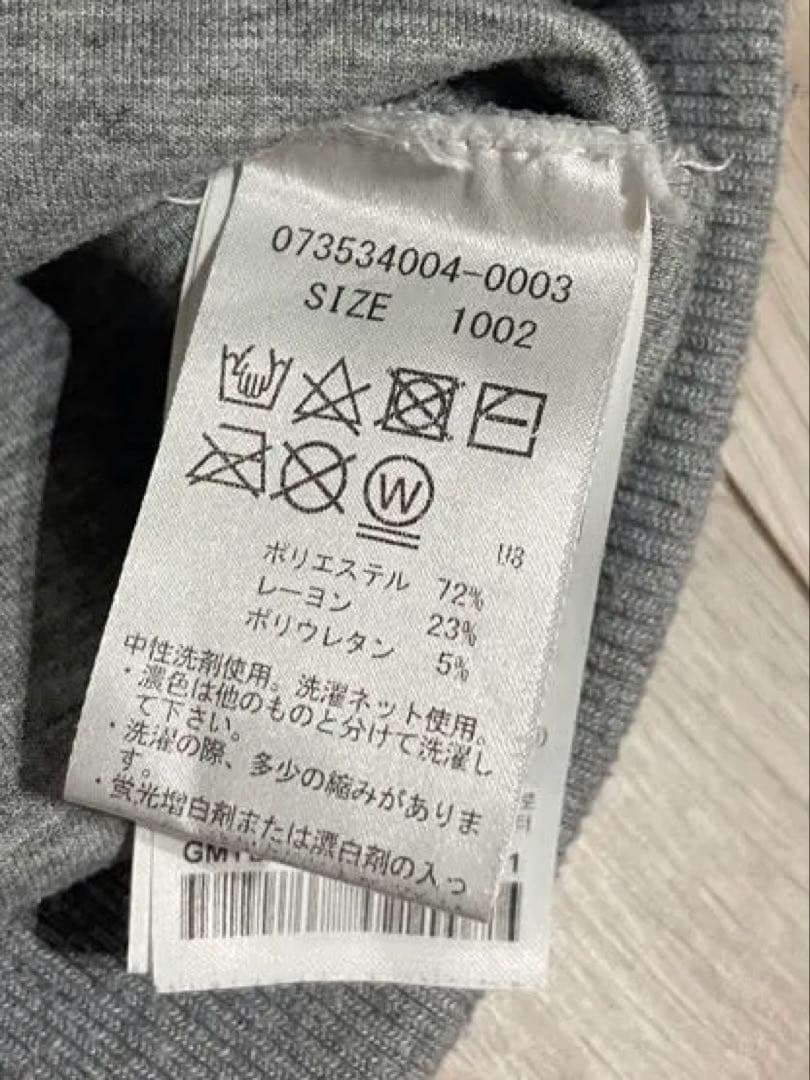 073534004-0003
SIZE 1002
W
U3
ポリエステル 72%
レーヨン 23%
ポリウレタン 5%
中性洗剤使用。洗濯ネット使用。
・濃色は他のものと分けて洗濯し
て下さい。
・洗濯の際、多少の縮みがありま
す。
・蛍光増白剤または漂白剤の入っ
1